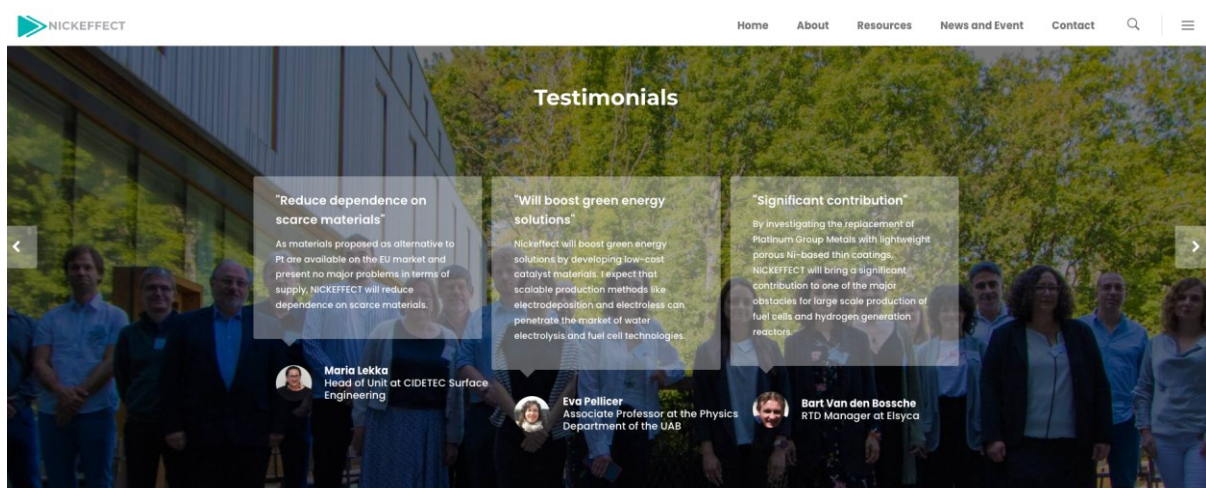 NICKEFFECT
Home About Resources News and Event Contact
Testimonials
"Reduce dependence on
scarce materials"
As materials proposed as alternative to
Pt are available on the EU market and
present no major problems in terms of
supply, NICKEFFECT will reduce
dependence on scarce materials.
Maria Lekka
Head of Unit at CIDETEC Surface
Engineering
"Will boost green energy
solutions"
Nickeffect will boost green energy
solutions by developing low-cost
catalyst materials. I expect that
scalable production methods like
electrodeposition and electroless can
penetrate the market of water
electrolysis and fuel cell technologies.
Eva Pellicer
Associate Professor at the Physics
Department of the UAB
"Significant contribution"
By investigating the replacement of
Platinum Group Metals with lightweight
porous Ni-based thin coatings,
NICKEFFECT will bring a significant
contribution to one of the major
obstacles for large scale production of
fuel cells and hydrogen generation
reactors.
Bart Van den Bossche
RTD Manager at Elsyca